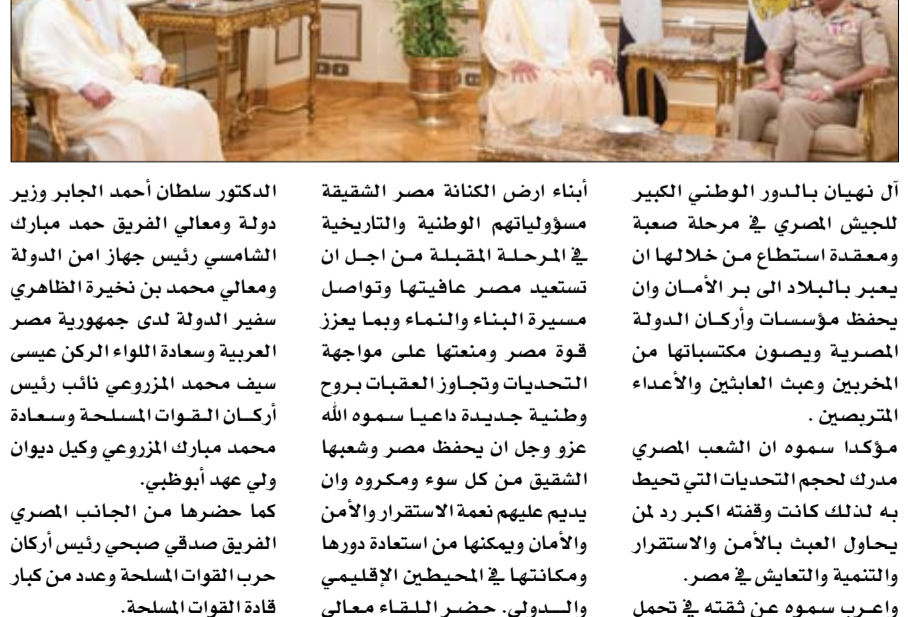 آل نهيان بالدور الوطني الكبير
للجيش المصري في مرحلة صعبة
ومعقدة استطاع من خلالها ان
يعبر بالبلاد الى بر الأمان وان
يحفظ مؤسسات وأركان الدولة
المصرية ويصون مكتسباتها من
المخربين وعبث العابثين والأعداء
المتربصين .
مؤكدا سموه ان الشعب المصري
مدرك لحجم التحديات التي تحيط
به لذلك كانت وقفته اكبر رد لمن
يحاول العبث بالأمن والاستقرار
والتنمية والتعايش في مصر.
واعرب سموه عن ثقته في تحمل
أبناء ارض الكنانة مصر الشقيقة
مسؤولياتهم الوطنية والتاريخية
في المرحلة المقبلة من اجل ان
تستعيد مصر عافيتها وتواصل
مسيرة البناء والنماء وبما يعزز
قوة مصر ومنعتها على مواجهة
التحديات وتجاوز العقبات بروح
وطنية جديدة داعيا سموه الله
عزو وجل ان يحفظ مصر وشعبها
الشقيق من كل سوء ومكروه وان
يديم عليهم نعمة الاستقرار والأمن
والأمان ويمكنها من استعادة دورها
ومكانتها في المحيطين الإقليمي
والـــدولي. حضـر اللـقـاء معـالي
الدكتور سلطان أحمد الجابر وزير
دولة ومعالي الفريق حمد مبارك
الشامسي رئيس جهاز امن الدولة
ومعالي محمد بن نخيرة الظاهري
سفير الدولة لدى جمهورية مصر
العربية وسعادة اللواء الركن عيسى
سيف محمد المزروعي نائب رئيس
أركــان الـقـوات المسلـحة وسـعـادة
محمد مبارك المزروعي وكيل ديوان
ولي عهد أبوظبي.
كما حضرها من الجانب المصري
الفريق صدقي صبحي رئيس أركان
حرب القوات المسلحة وعدد من كبار
قادة القوات المسلحة.